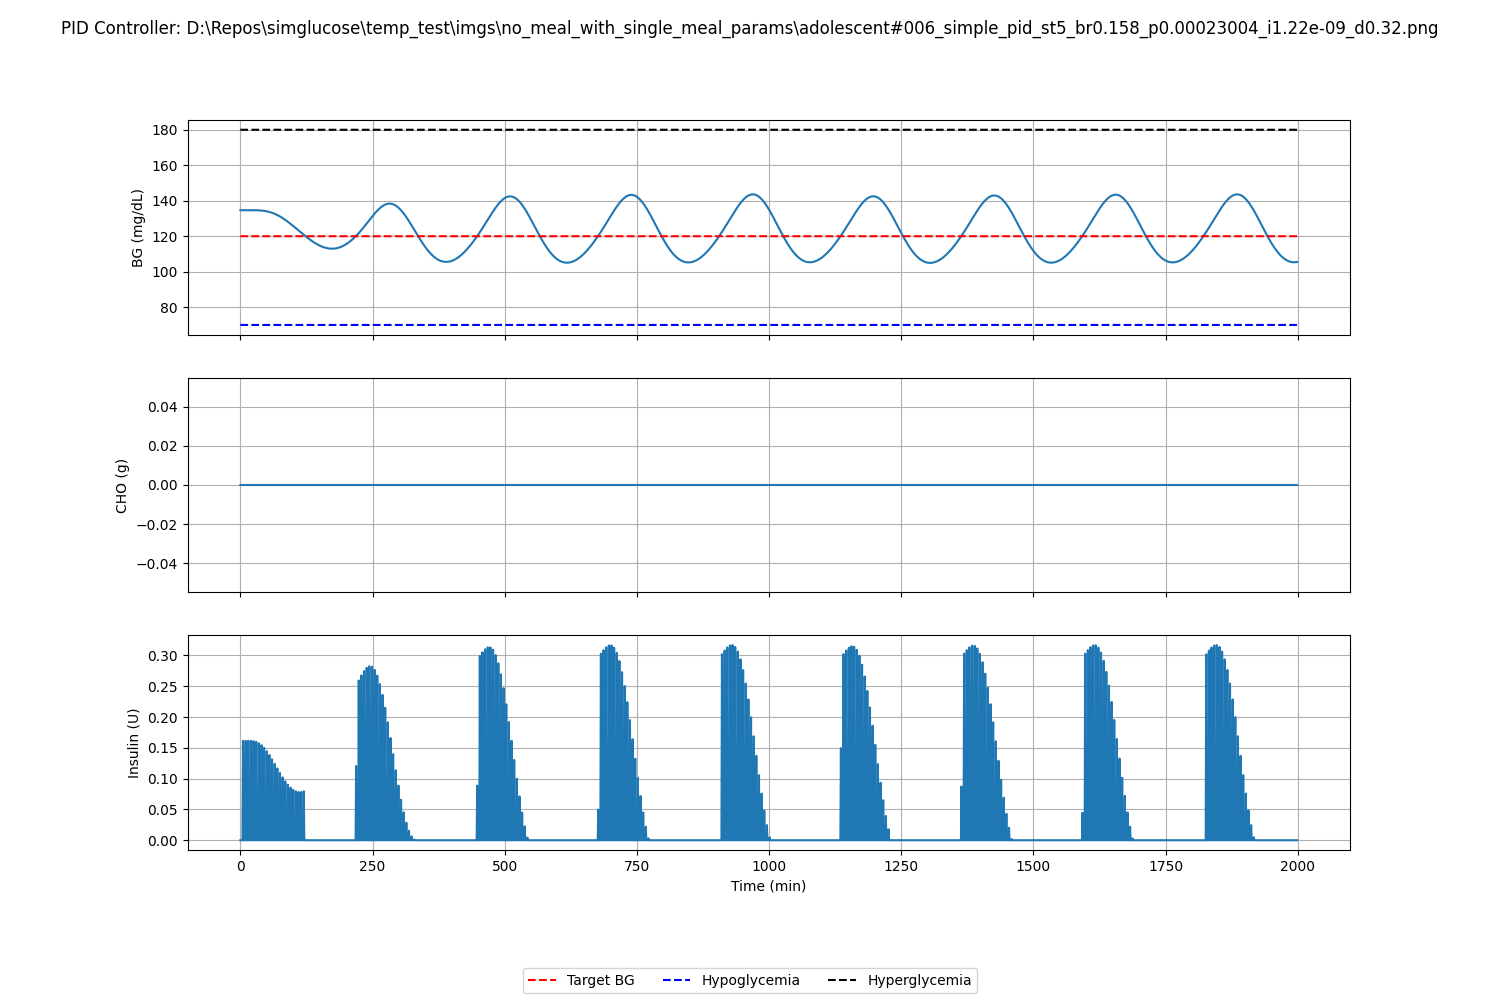 PID Controller: D:\Repos\simglucose\temp_test\imgs\no_meal_with_single_meal_params\adolescent#006_simple_pid_st5_br0.158_p0.00023004_i1.22e-09_d0.32.png
180
160
140
120
100
80
BG (mg/dL)
0.04
0.02
0.00
−0.02
−0.04
CHO (g)
0.30
0.25
0.20
0.15
0.10
0.05
0.00
Insulin (U)
0 250 500 750 1000 1250 1500 1750 2000
Time (min)
Target BG Hypoglycemia Hyperglycemia